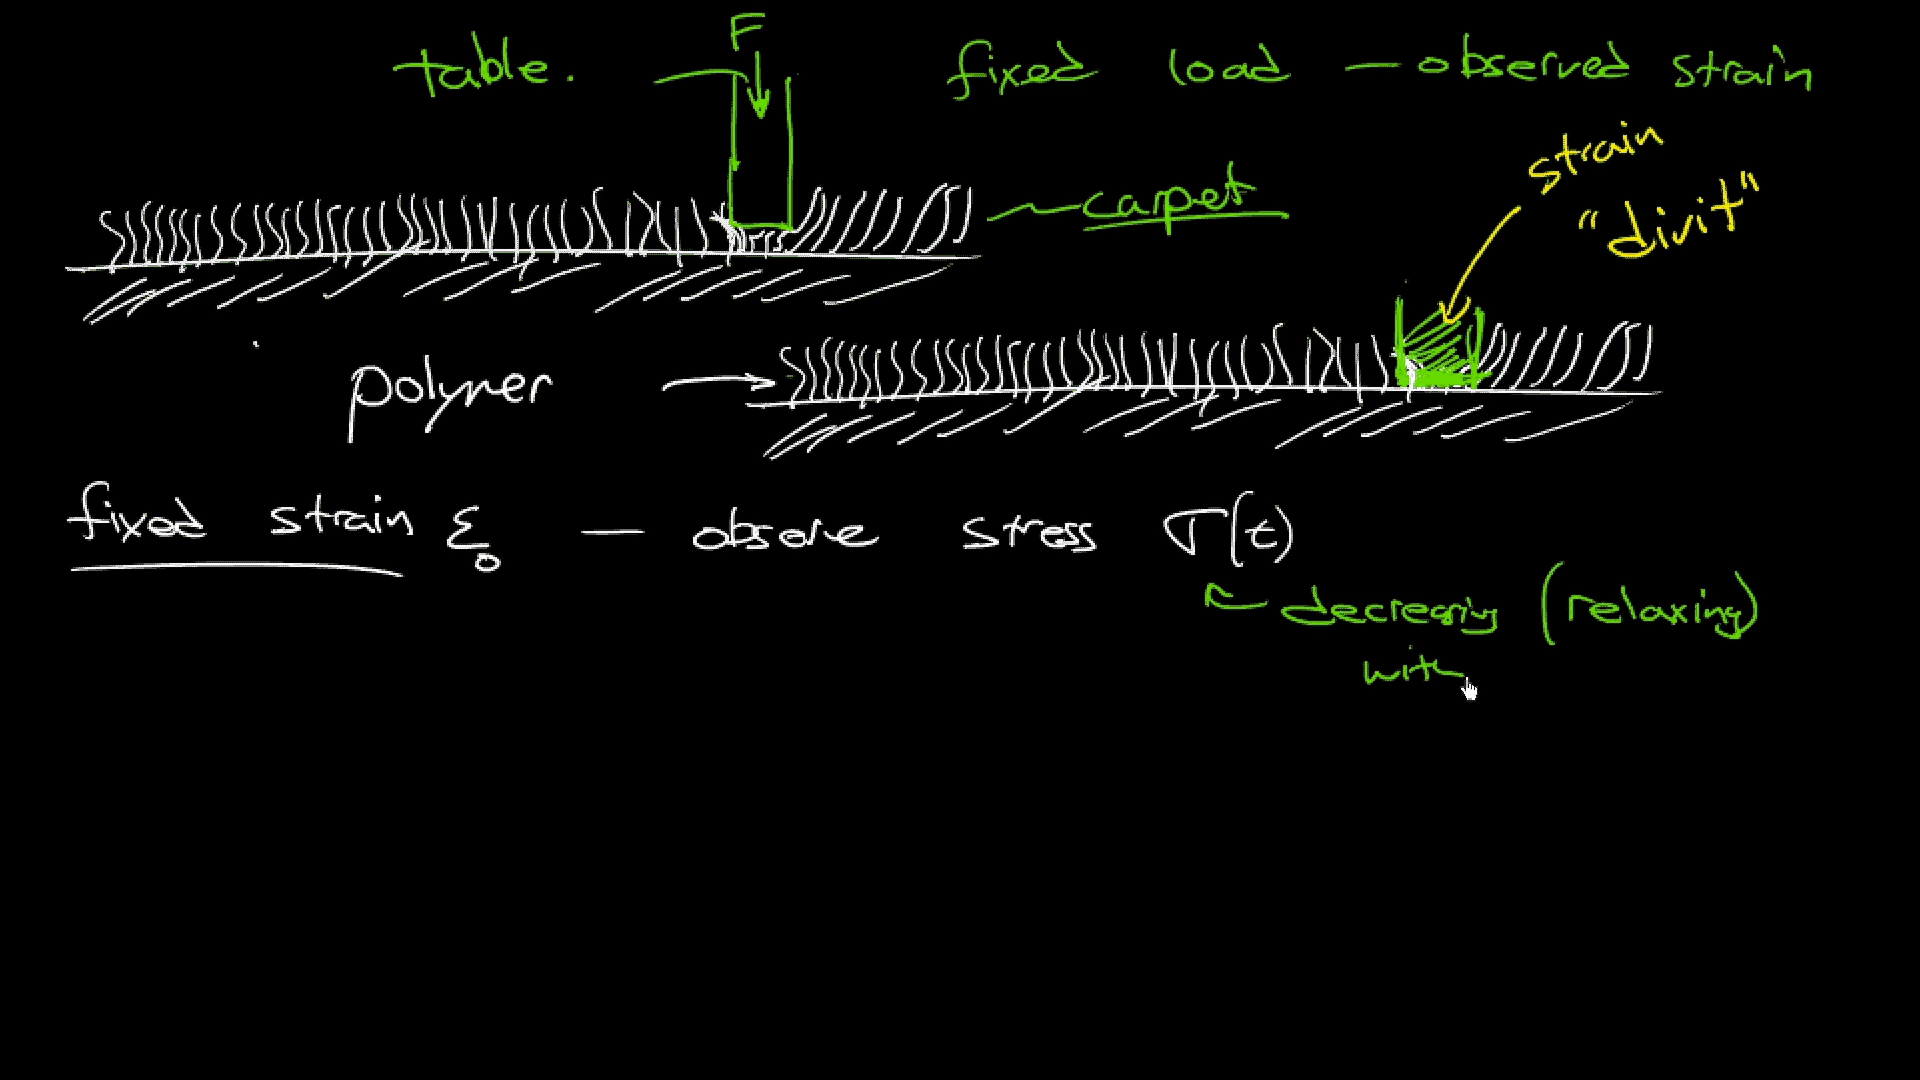 F
table. fixed load — observed strain
carpet
strain
"divit"
polymer
fixed strain ε₀ — observe stress σ(t)
decreasing (relaxing)
with